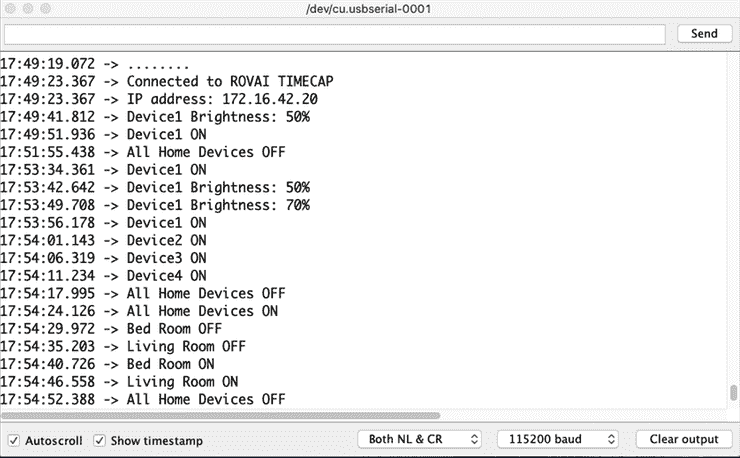 /dev/cu.usbserial-0001
Send
17:49:19.072 -> ........
17:49:23.367 -> Connected to ROVAI TIMECAP
17:49:23.367 -> IP address: 172.16.42.20
17:49:41.812 -> Device1 Brightness: 50%
17:49:51.936 -> Device1 ON
17:51:55.438 -> All Home Devices OFF
17:53:34.361 -> Device1 ON
17:53:42.642 -> Device1 Brightness: 50%
17:53:49.708 -> Device1 Brightness: 70%
17:53:56.178 -> Device1 ON
17:54:01.143 -> Device2 ON
17:54:06.319 -> Device3 ON
17:54:11.234 -> Device4 ON
17:54:17.995 -> All Home Devices OFF
17:54:24.126 -> All Home Devices ON
17:54:29.972 -> Bed Room OFF
17:54:35.203 -> Living Room OFF
17:54:40.726 -> Bed Room ON
17:54:46.558 -> Living Room ON
17:54:52.388 -> All Home Devices OFF
Autoscroll Show timestamp Both NL & CR 115200 baud Clear output